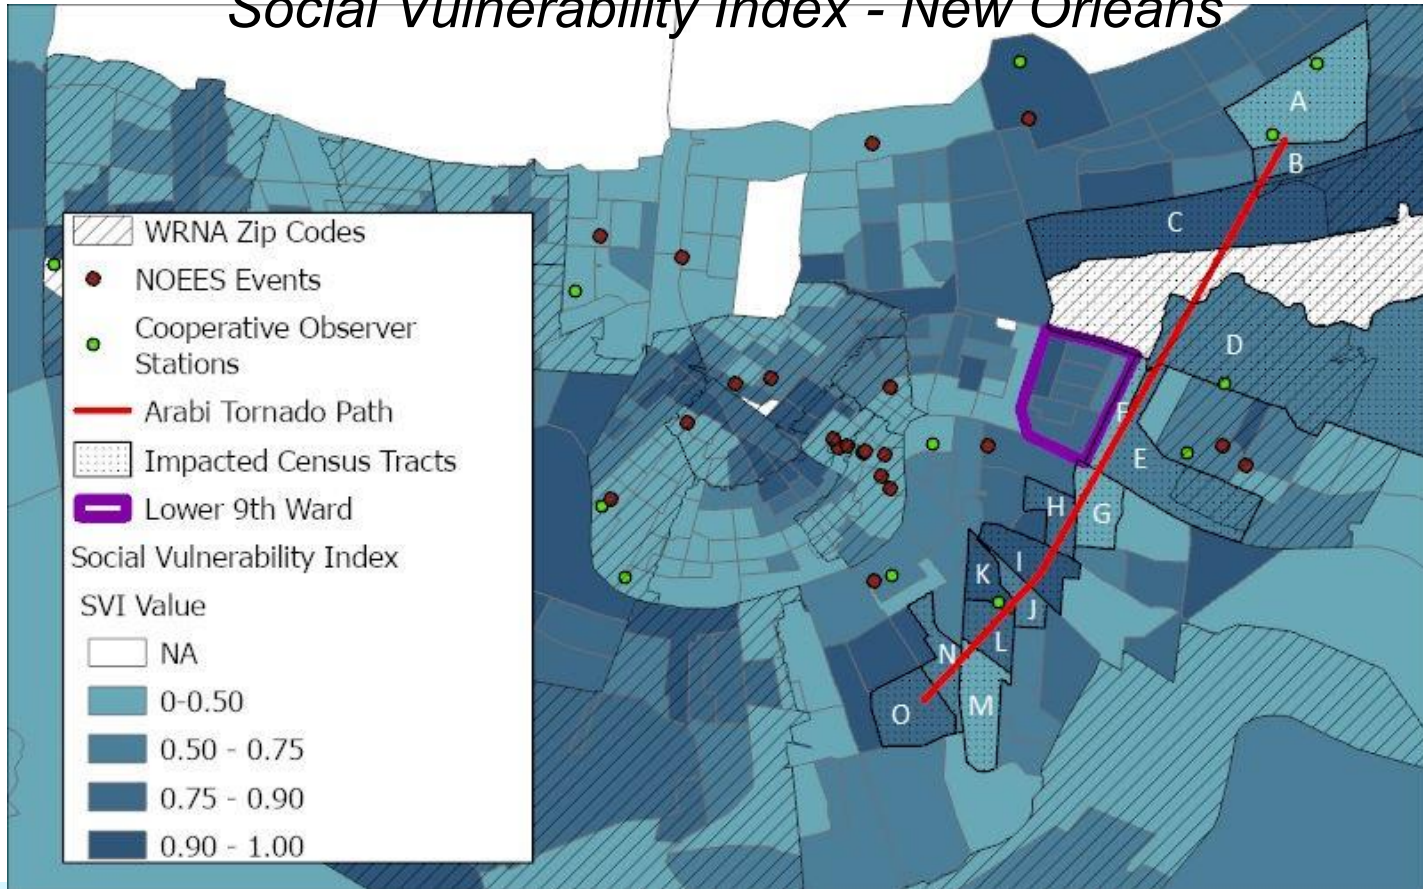 Social Vulnerability Index - New Orleans
A
B
C
WRNA Zip Codes
NOEES Events
Cooperative Observer
Stations
Arabi Tornado Path
Impacted Census Tracts
Lower 9th Ward
Social Vulnerability Index
SVI Value
NA
0-0.50
0.50 - 0.75
0.75 - 0.90
0.90 - 1.00
D
F
E
H
G
I
K
J
L
N
M
O